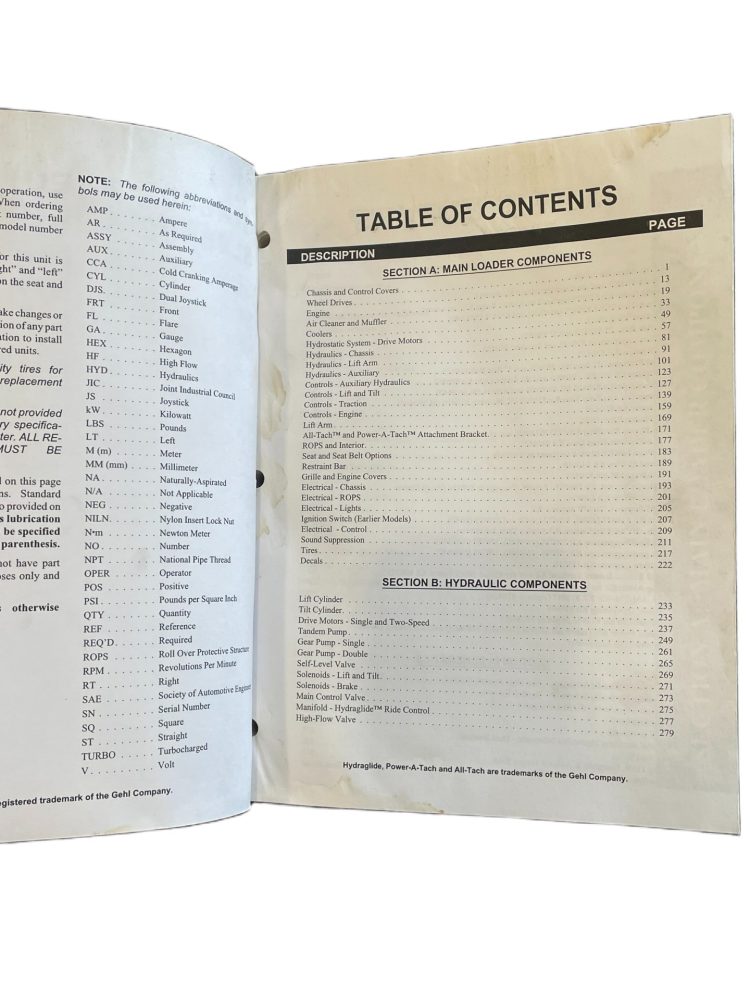 operation, use
When ordering
number, full
model number
or this unit is
ght" and "left"
on the seat and
ake changes or
ion of any part
ation to install
red units.
ity tires for
replacement
not provided
ry specifica-
ter. ALL RE-
MUST BE
d on this page
ns. Standard
o provided on
s lubrication
be specified
parenthesis.
not have part
oses only and
s otherwise
NOTE: The following abbreviations and sym-
bols may be used herein:
AMP . . . . . . . Ampere
AR . . . . . . . . As Required
ASSY . . . . . . . Assembly
AUX . . . . . . . Auxiliary
CCA . . . . . . . Cold Cranking Amperage
CYL . . . . . . . Cylinder
DJS. . . . . . . . Dual Joystick
FRT . . . . . . . Front
FL . . . . . . . . Flare
GA . . . . . . . . Gauge
HEX . . . . . . . Hexagon
HF . . . . . . . . High Flow
HYD . . . . . . . Hydraulics
JIC . . . . . . . . Joint Industrial Council
JS . . . . . . . . Joystick
kW . . . . . . . . Kilowatt
LBS . . . . . . . Pounds
LT . . . . . . . . Left
M (m) . . . . . . Meter
MM (mm) . . . . . Millimeter
NA . . . . . . . . Naturally-Aspirated
N/A . . . . . . . Not Applicable
NEG . . . . . . . Negative
NILN. . . . . . . Nylon Insert Lock Nut
N•m . . . . . . . Newton Meter
NO. . . . . . . . Number
NPT . . . . . . . National Pipe Thread
OPER . . . . . . Operator
POS . . . . . . . Positive
PSI . . . . . . . . Pounds per Square Inch
QTY . . . . . . . Quantity
REF . . . . . . . Reference
REQ'D. . . . . . Required
ROPS . . . . . . Roll Over Protective Structure
RPM . . . . . . . Revolutions Per Minute
RT . . . . . . . . Right
SAE . . . . . . . Society of Automotive Engineer
SN . . . . . . . . Serial Number
SQ . . . . . . . . Square
ST . . . . . . . . Straight
TURBO . . . . . Turbocharged
V . . . . . . . . . Volt
egistered trademark of the Gehl Company.
TABLE OF CONTENTS
DESCRIPTION PAGE
SECTION A: MAIN LOADER COMPONENTS
Chassis and Control Covers . . . . . 1
Wheel Drives . . . . . 13
Engine . . . . . 19
Air Cleaner and Muffler . . . . . 33
Coolers . . . . . 49
Hydrostatic System - Drive Motors . . . . . 57
Hydraulics - Chassis . . . . . 81
Hydraulics - Lift Arm . . . . . 91
Hydraulics - Auxiliary . . . . . 101
Controls - Auxiliary Hydraulics . . . . . 123
Controls - Lift and Tilt . . . . . 127
Controls - Traction . . . . . 139
Controls - Engine . . . . . 159
Lift Arm . . . . . 169
All-Tach™ and Power-A-Tach™ Attachment Bracket. . . . . 171
ROPS and Interior. . . . . 177
Seat and Seat Belt Options . . . . . 183
Restraint Bar . . . . . 189
Grille and Engine Covers . . . . . 191
Electrical - Chassis . . . . . 193
Electrical - ROPS . . . . . 201
Electrical - Lights . . . . . 205
Ignition Switch (Earlier Models) . . . . . 207
Electrical - Control . . . . . 209
Sound Suppression . . . . . 211
Tires . . . . . 217
Decals . . . . . 222
SECTION B: HYDRAULIC COMPONENTS
Lift Cylinder . . . . . 233
Tilt Cylinder. . . . . 235
Drive Motors - Single and Two-Speed . . . . . 237
Tandem Pump . . . . . 249
Gear Pump - Single . . . . . 261
Gear Pump - Double . . . . . 265
Self-Level Valve . . . . . 269
Solenoids - Lift and Tilt. . . . . 271
Solenoids - Brake . . . . . 273
Main Control Valve. . . . . 275
Manifold - Hydraglide™ Ride Control . . . . . 277
High-Flow Valve . . . . . 279
Hydraglide, Power-A-Tach and All-Tach are trademarks of the Gehl Company.